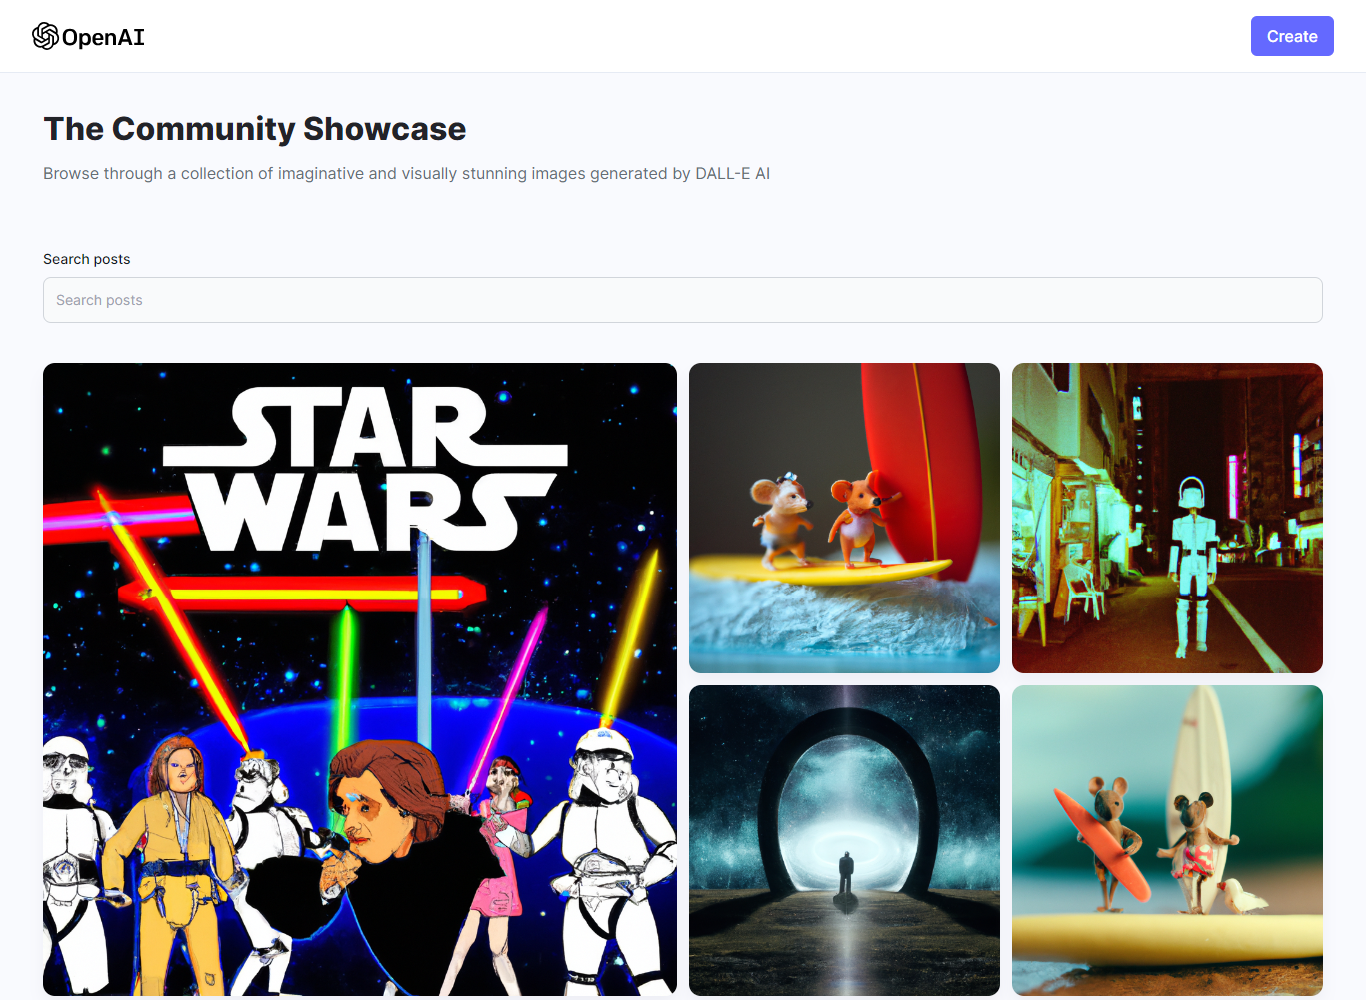 OpenAI
Create
The Community Showcase
Browse through a collection of imaginative and visually stunning images generated by DALL-E AI
Search posts
Search posts
STAR
WARS